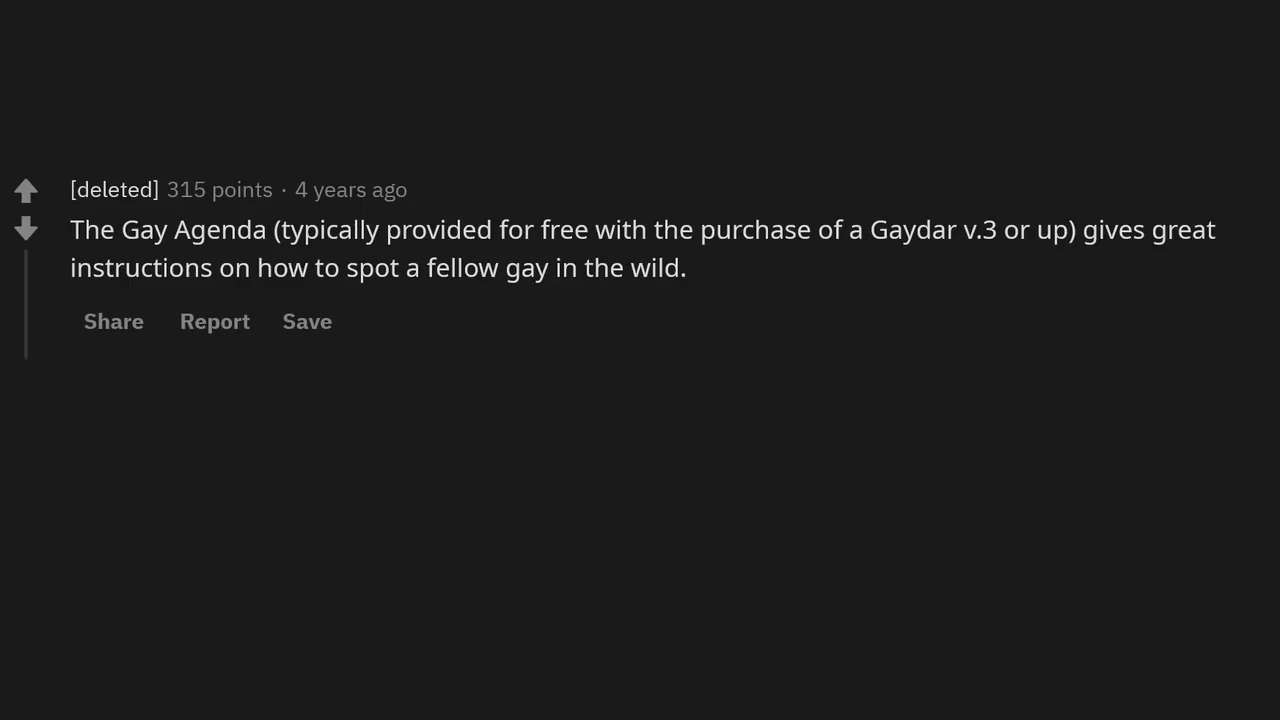 [deleted] 315 points · 4 years ago
The Gay Agenda (typically provided for free with the purchase of a Gaydar v.3 or up) gives great
instructions on how to spot a fellow gay in the wild.
Share Report Save